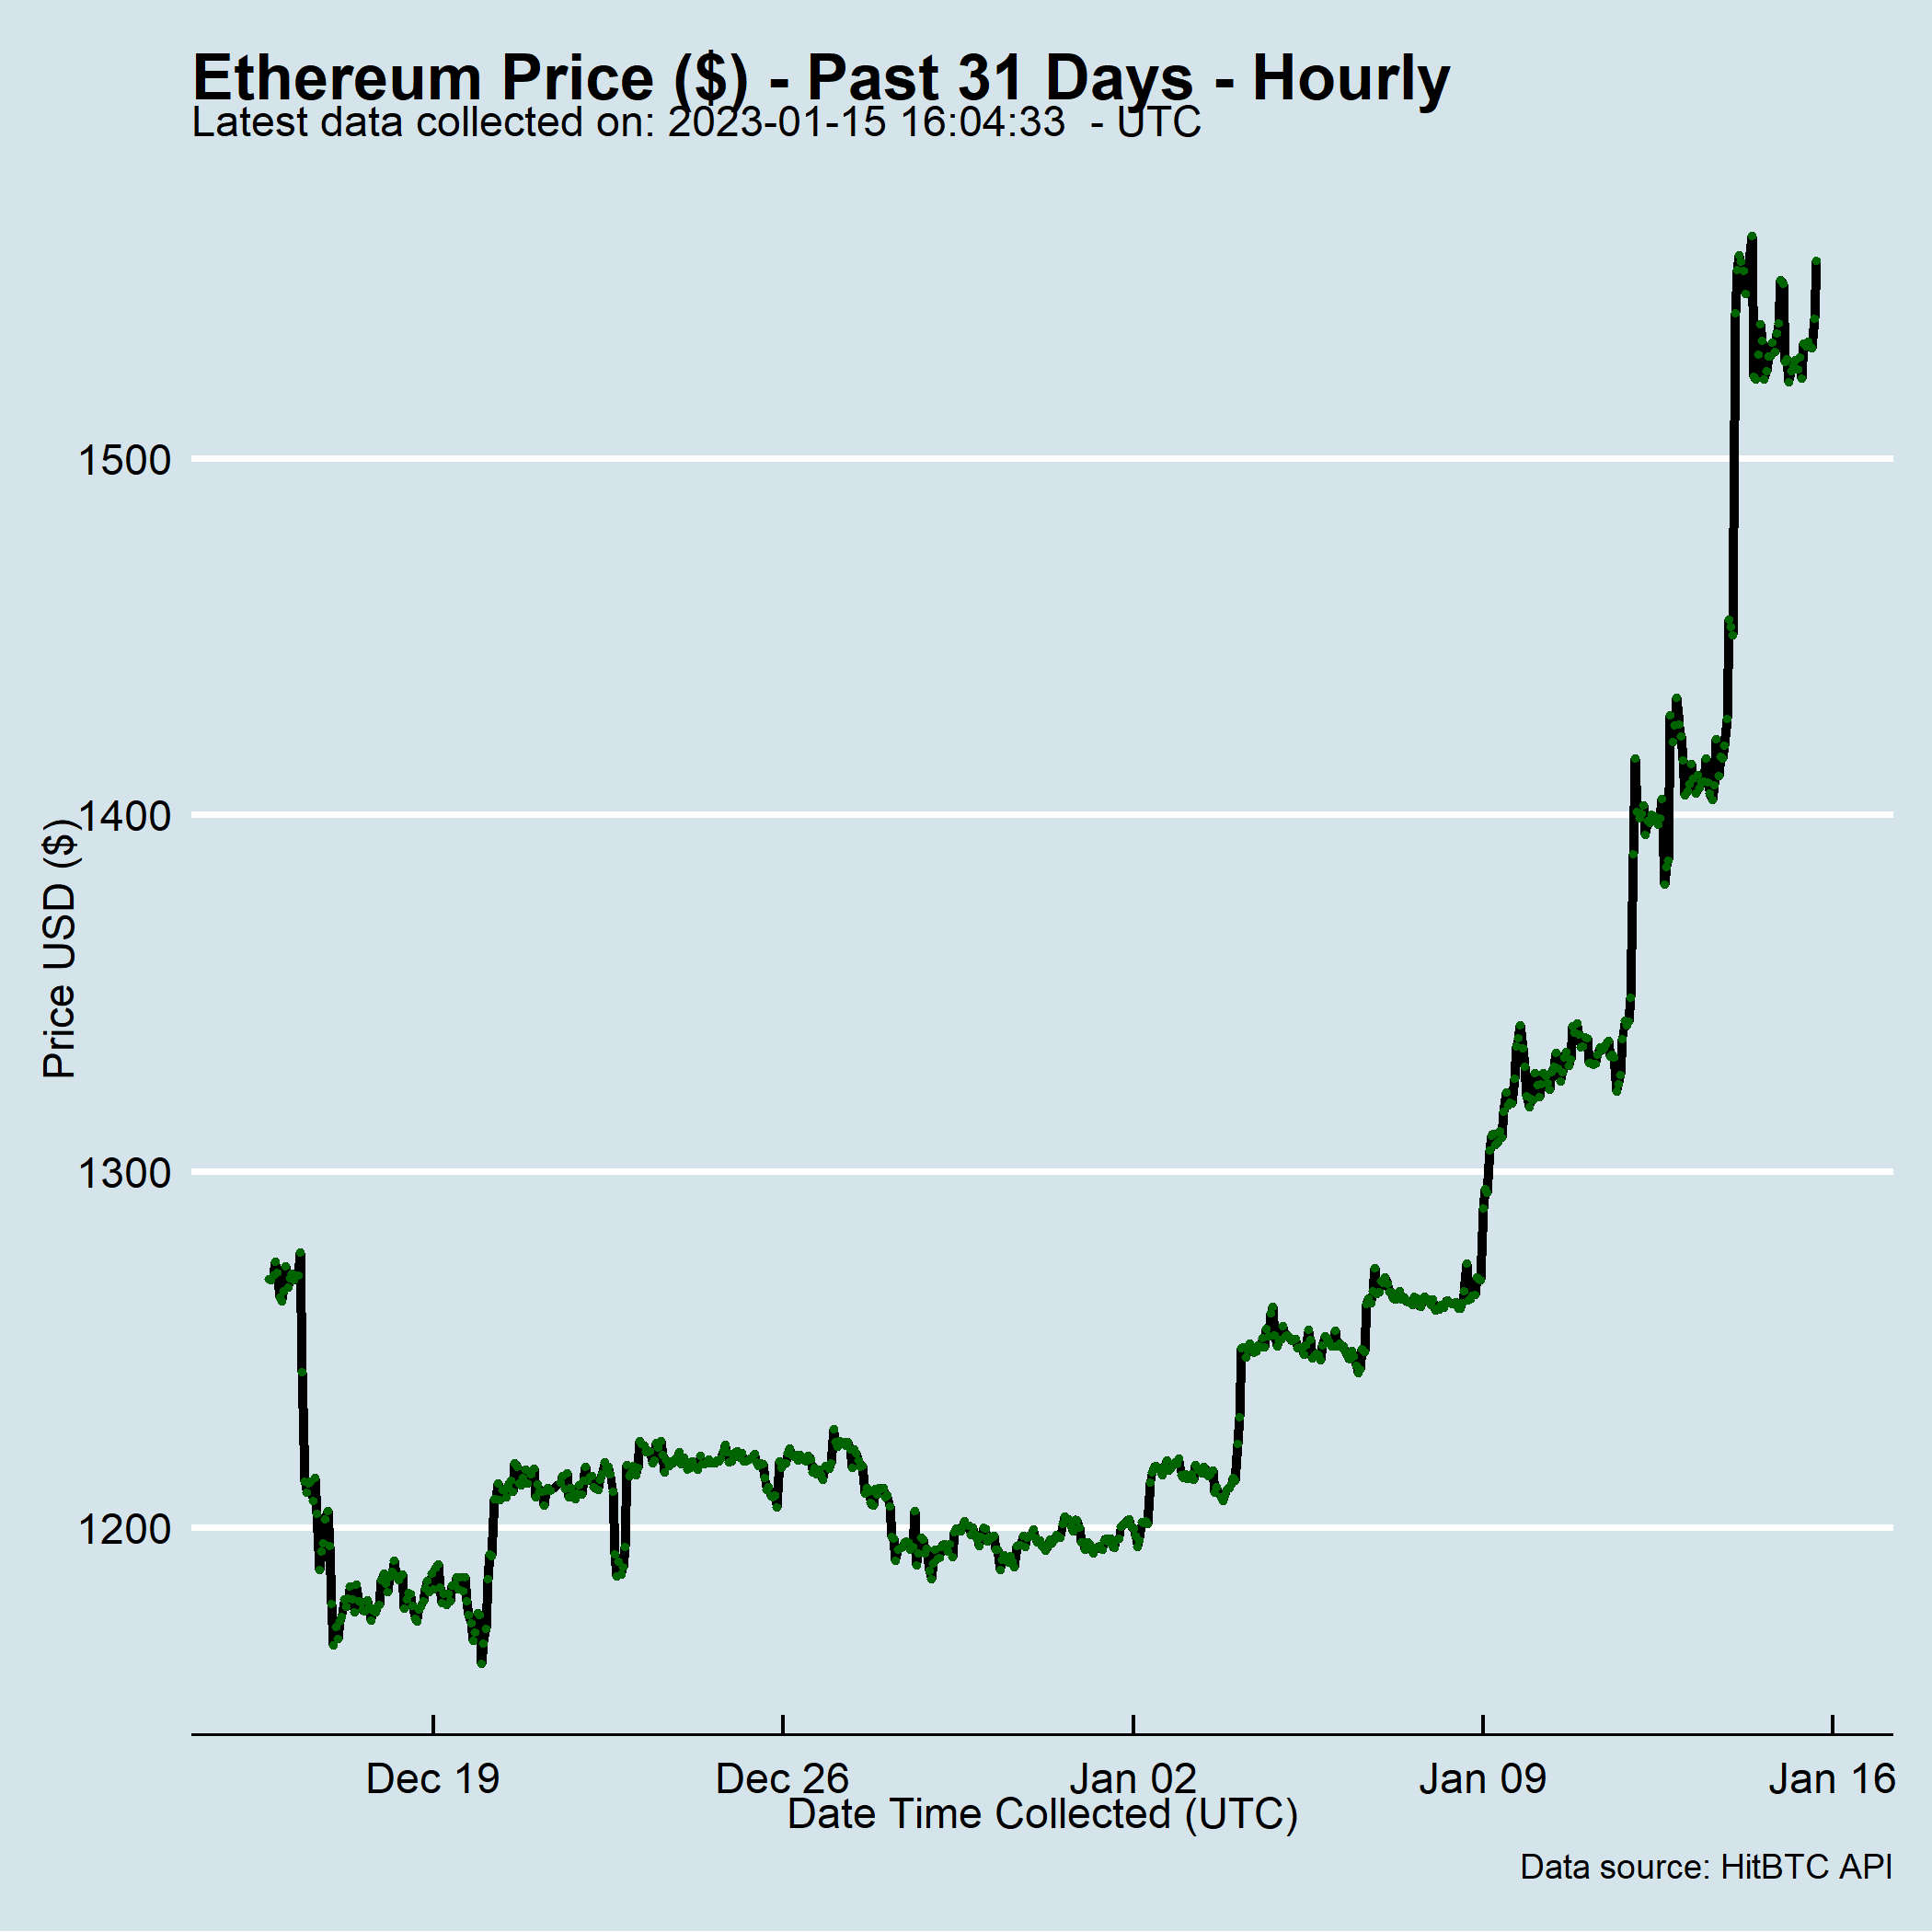 Ethereum Price ($) - Past 31 Days - Hourly
Latest data collected on: 2023-01-15 16:04:33  - UTC
1500
1400
1300
1200
Price USD ($)
Dec 19
Dec 26
Jan 02
Jan 09
Jan 16
Date Time Collected (UTC)
Data source: HitBTC API